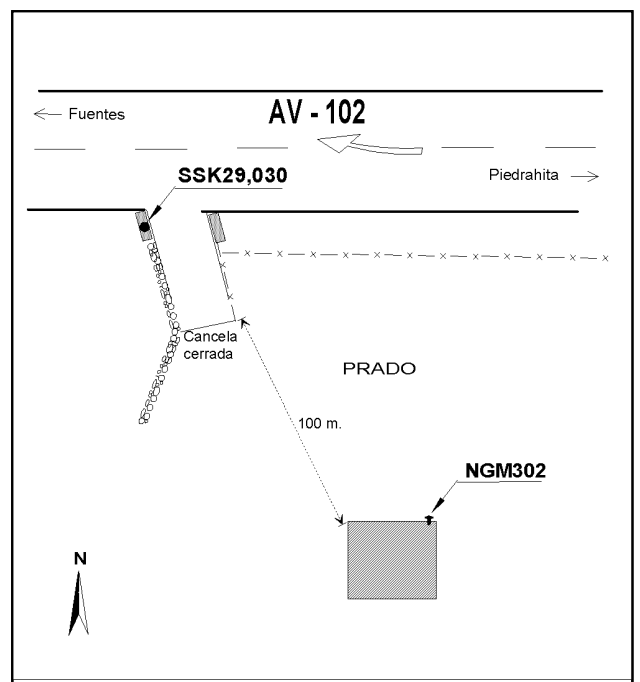 AV - 102
Fuentes
Piedrahita
SSK29,030
Cancela
cerrada
PRADO
100 m.
NGM302
N